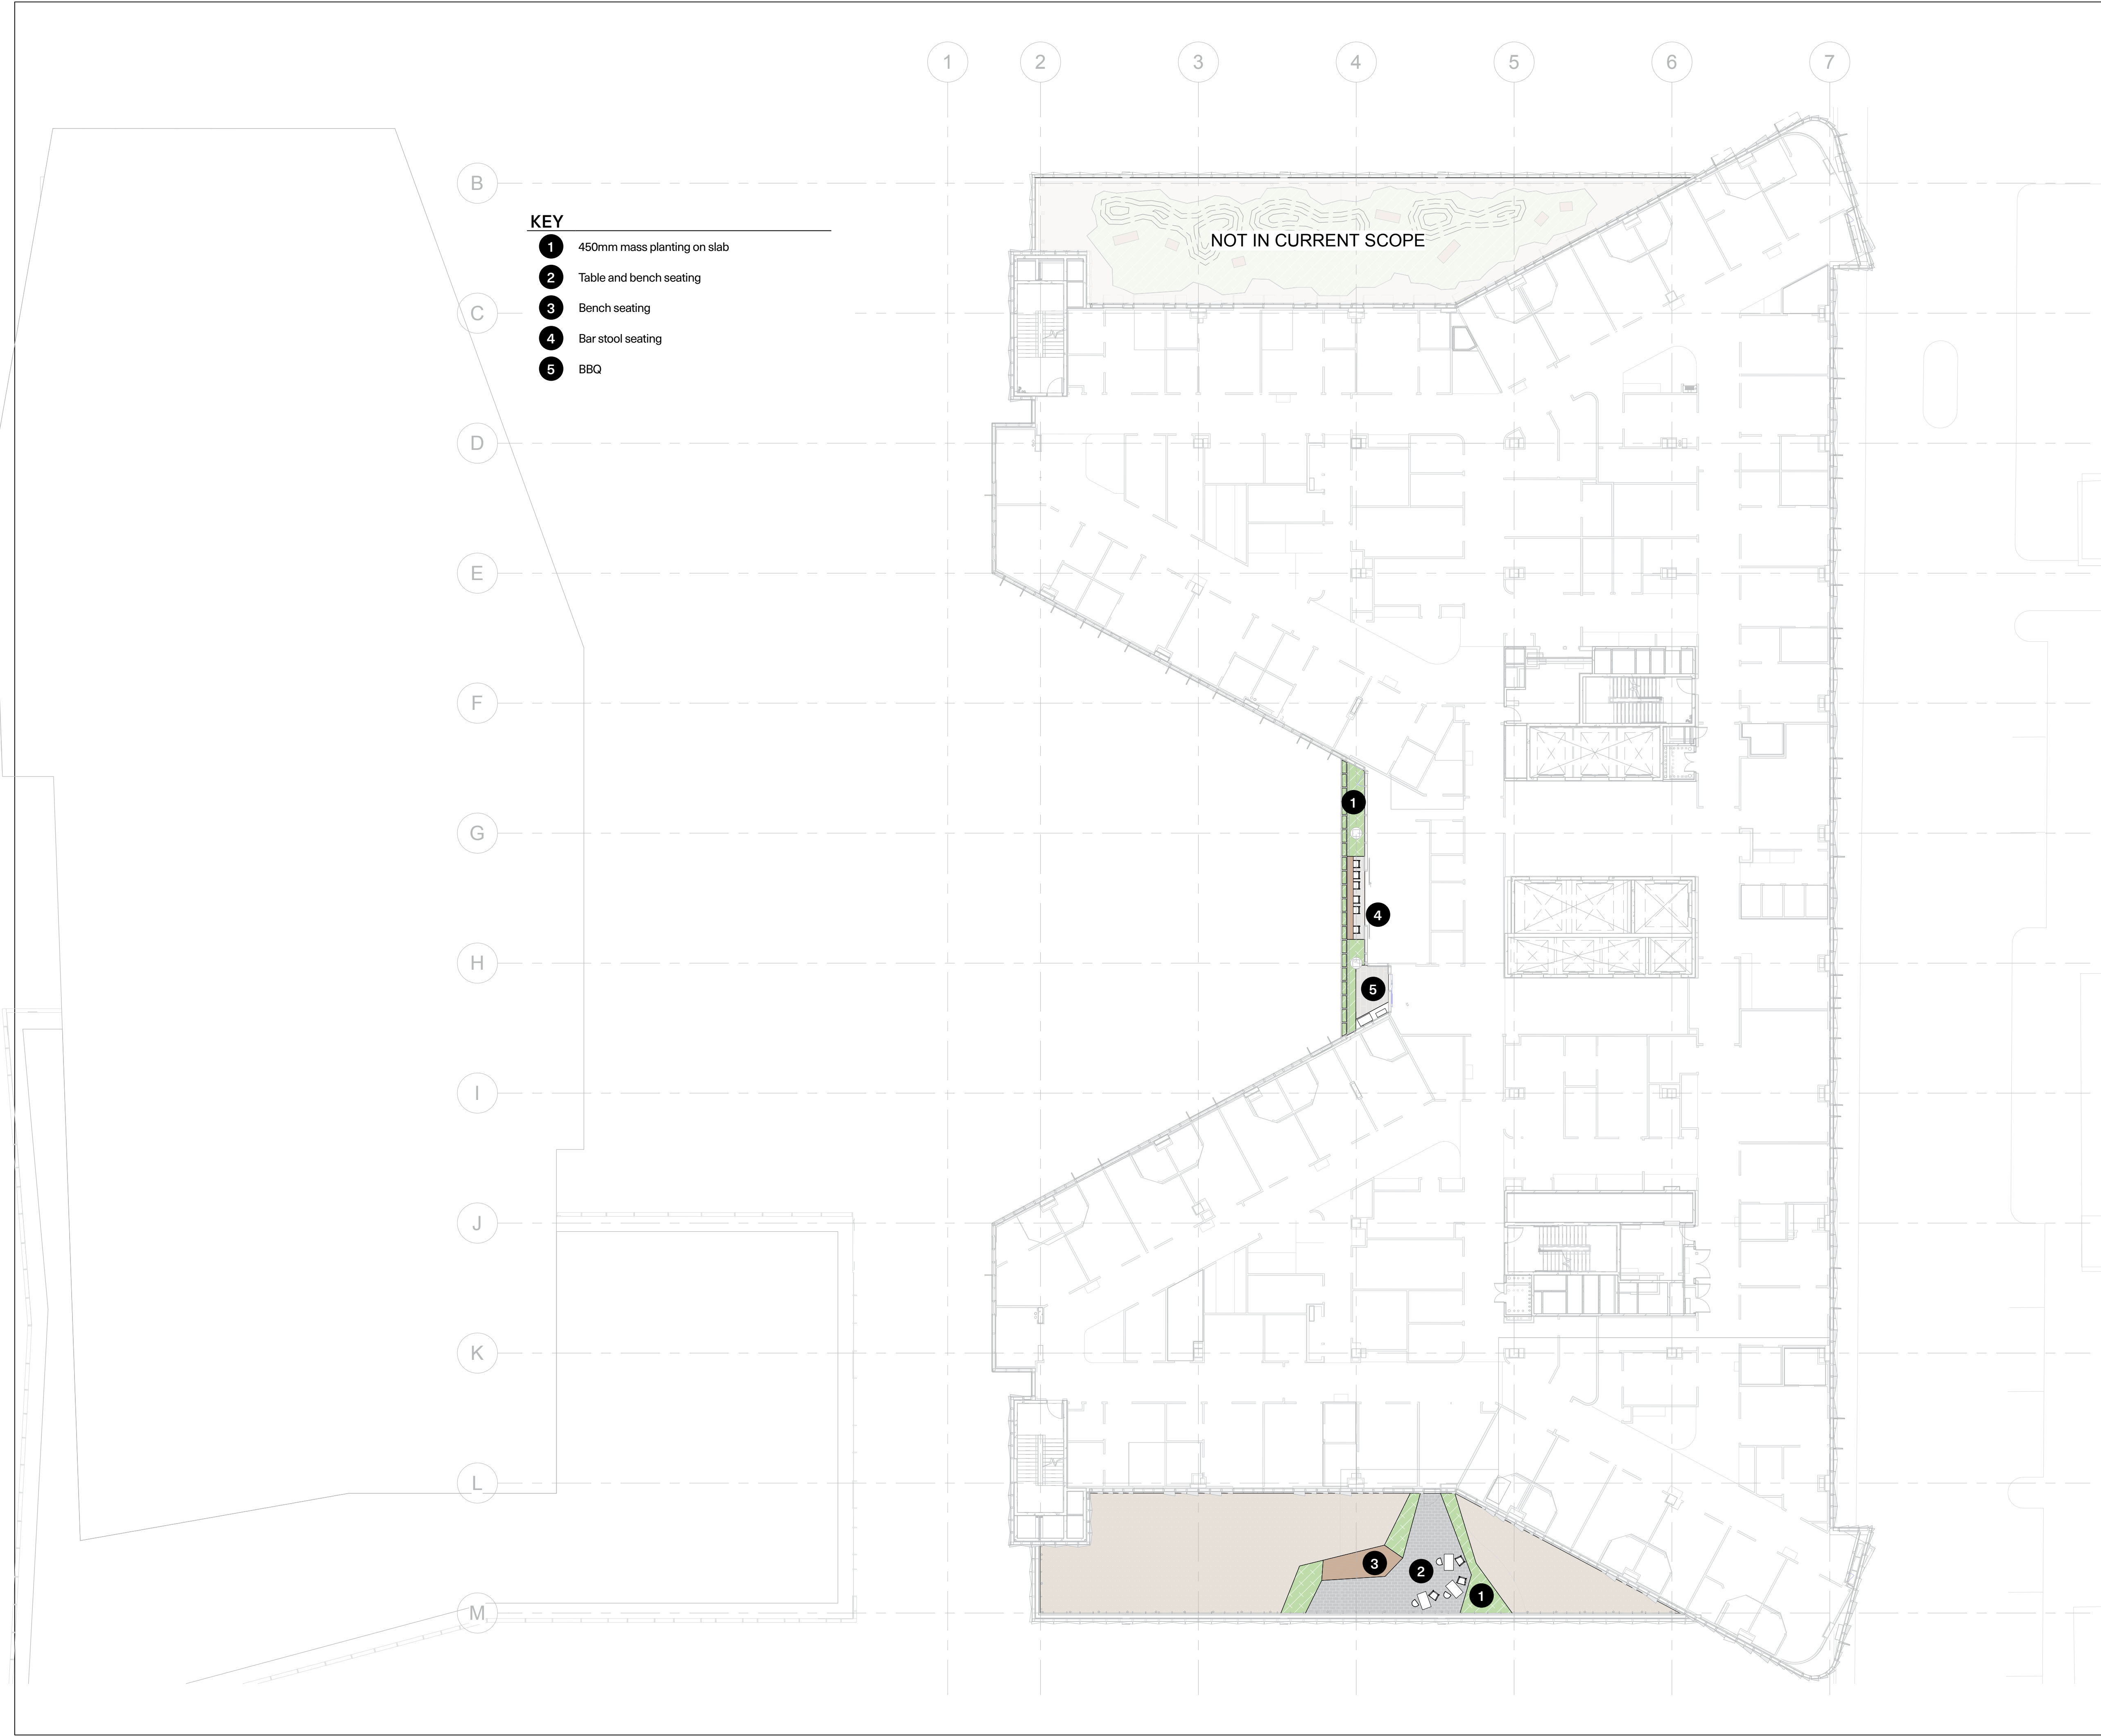 1 2 3 4 5 6 7
B
KEY
1 450mm mass planting on slab
2 Table and bench seating
3 Bench seating
4 Bar stool seating
5 BBQ
NOT IN CURRENT SCOPE
C
D
E
F
1
G
4
H
5
I
J
K
L
3
2
1
M